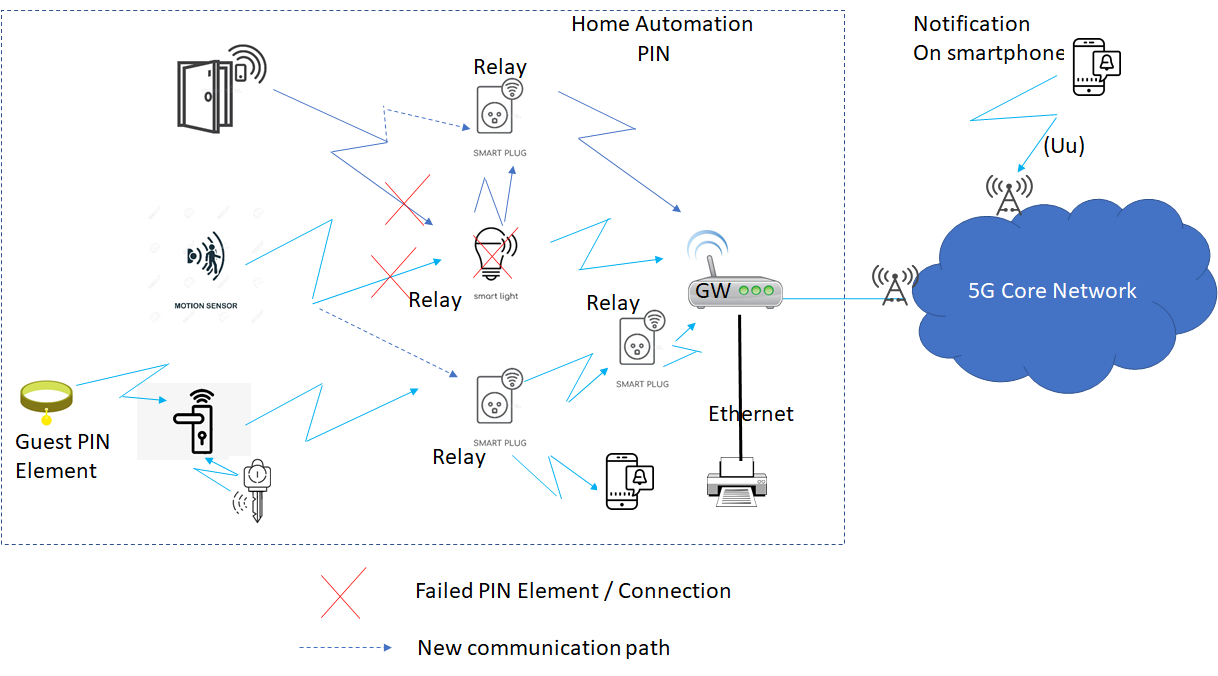 Home Automation
PIN
Notification
On smartphone
Relay
SMART PLUG
(Uu)
MOTION SENSOR
Relay
smart light
Relay
SMART PLUG
GW
5G Core Network
Guest PIN
Element
SMART PLUG
Relay
Ethernet
Failed PIN Element / Connection
New communication path